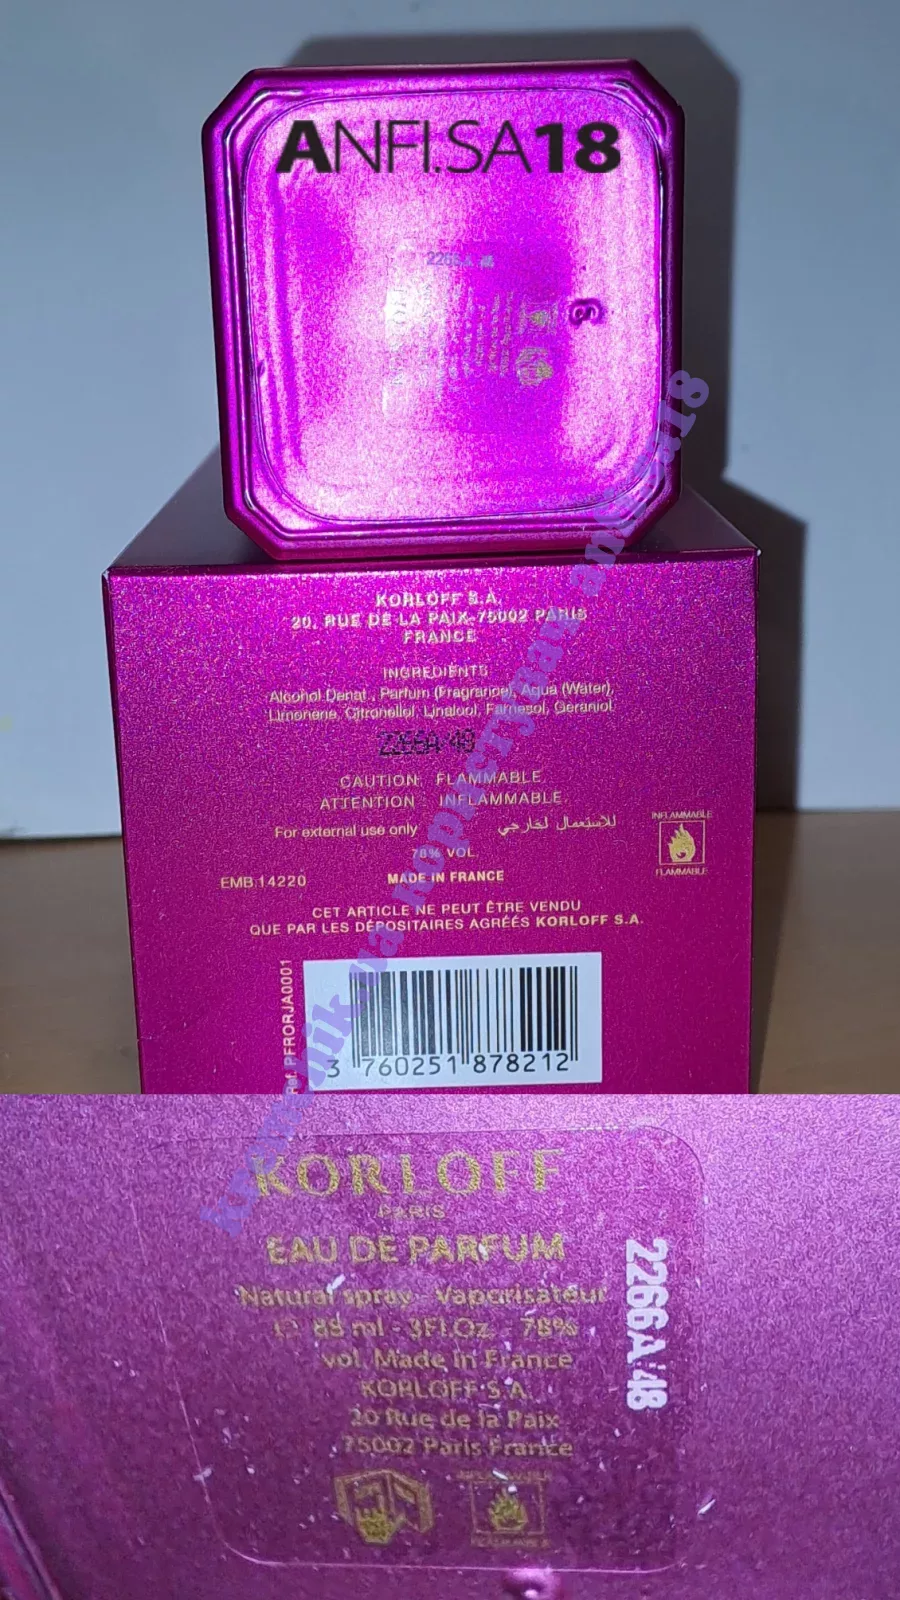 ANFI.SA18
2266A 48
KORLOFF S.A.
20, RUE DE LA PAIX-75002 PARIS
FRANCE
INGREDIENTS
Alcohol Denat., Parfum (Fragrance), Aqua (Water),
Limonene, Citronellol, Linalool, Farnesol, Geraniol
2266A 48
CAUTION: FLAMMABLE.
ATTENTION : INFLAMMABLE.
For external use only للاستعمال لخارجي
78% VOL.
EMB.14220 MADE IN FRANCE
INFLAMMABLE
FLAMMABLE
CET ARTICLE NE PEUT ÊTRE VENDU
QUE PAR LES DÉPOSITAIRES AGRÉÉS KORLOFF S.A.
Ref. PFRORJA0001
3 760251 878212
KORLOFF
PARIS
EAU DE PARFUM
Natural spray - Vaporisateur
88 ml - 3Fl.Oz. - 78%
vol. Made in France
KORLOFF S.A.
20 Rue de la Paix
75002 Paris France
2266A 48